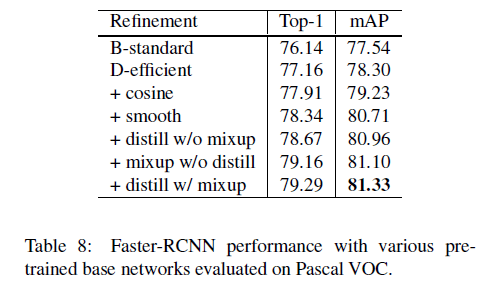 Refinement Top-1 mAP
B-standard 76.14 77.54
D-efficient 77.16 78.30
+ cosine 77.91 79.23
+ smooth 78.34 80.71
+ distill w/o mixup 78.67 80.96
+ mixup w/o distill 79.16 81.10
+ distill w/ mixup 79.29 81.33
Table 8: Faster-RCNN performance with various pre-
trained base networks evaluated on Pascal VOC.